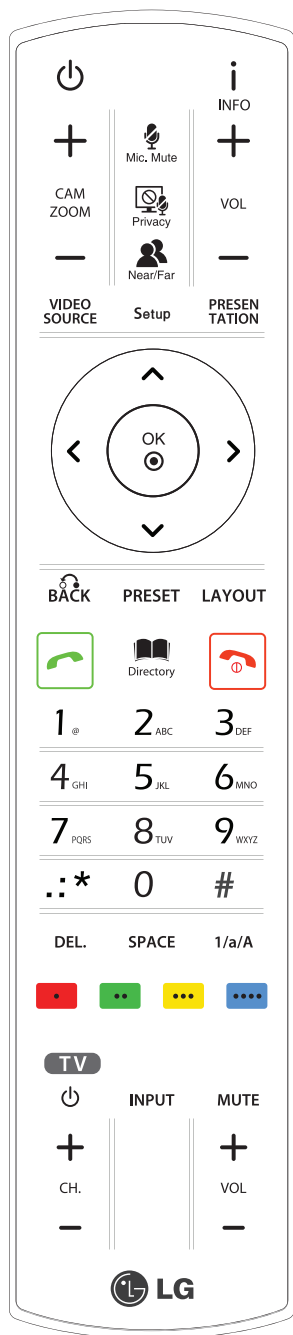 i
INFO
+ Mic. Mute +
CAM ZOOM
VOL
Privacy
−
−
Near/Far
VIDEO SOURCE
Setup
PRESEN TATION
OK
BACK PRESET LAYOUT
Directory
1 @ 2 ABC 3 DEF
4 GHI 5 JKL 6 MNO
7 PQRS 8 TUV 9 WXYZ
.:* 0 #
DEL. SPACE 1/a/A
TV
INPUT MUTE
+ +
CH. VOL
− −
LG